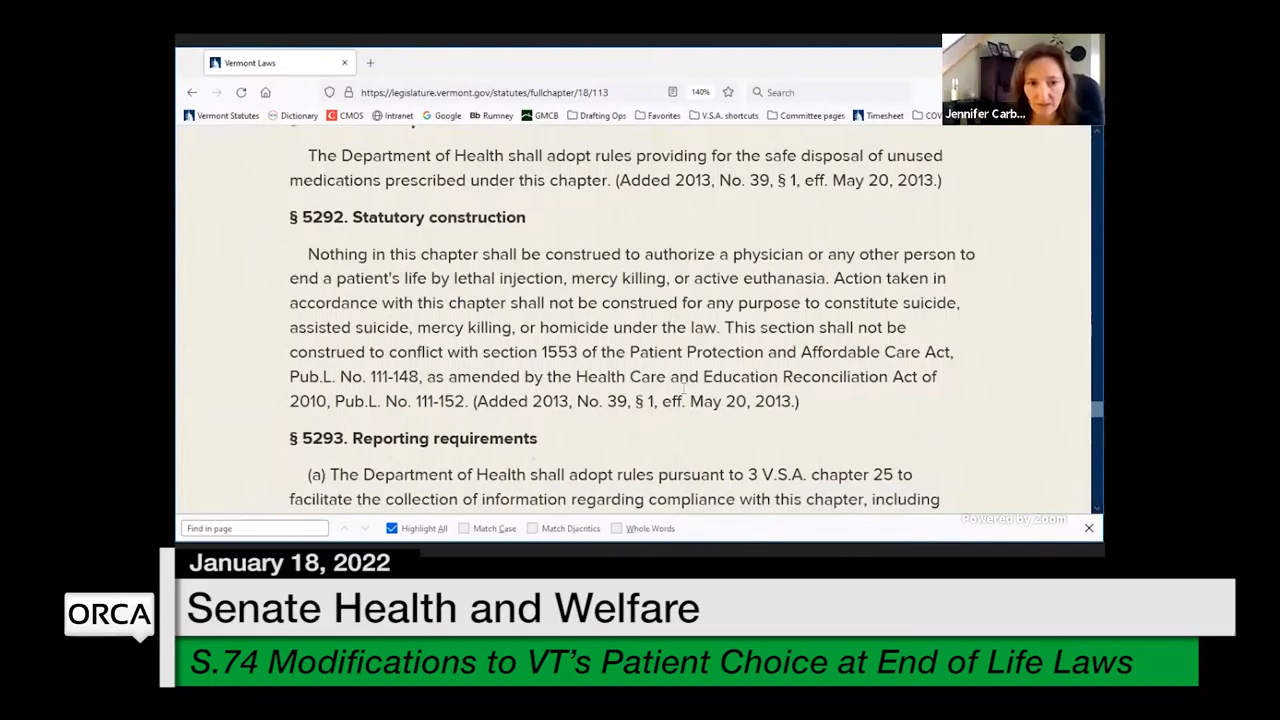 Vermont Laws
https://legislature.vermont.gov/statutes/fullchapter/18/113
140%
Search
Jennifer Carb...
Vermont Statutes Dictionary CMOS Intranet Google Bb Rumney GMCB Drafting Ops Favorites V.S.A. shortcuts Committee pages Timesheet COV
The Department of Health shall adopt rules providing for the safe disposal of unused
medications prescribed under this chapter. (Added 2013, No. 39, § 1, eff. May 20, 2013.)
§ 5292. Statutory construction
Nothing in this chapter shall be construed to authorize a physician or any other person to
end a patient's life by lethal injection, mercy killing, or active euthanasia. Action taken in
accordance with this chapter shall not be construed for any purpose to constitute suicide,
assisted suicide, mercy killing, or homicide under the law. This section shall not be
construed to conflict with section 1553 of the Patient Protection and Affordable Care Act,
Pub.L. No. 111-148, as amended by the Health Care and Education Reconciliation Act of
2010, Pub.L. No. 111-152. (Added 2013, No. 39, § 1, eff. May 20, 2013.)
§ 5293. Reporting requirements
(a) The Department of Health shall adopt rules pursuant to 3 V.S.A. chapter 25 to
facilitate the collection of information regarding compliance with this chapter, including
Powered by Zoom
Find in page Highlight All Match Case Match Diacritics Whole Words
January 18, 2022
ORCA
Senate Health and Welfare
S.74 Modifications to VT's Patient Choice at End of Life Laws